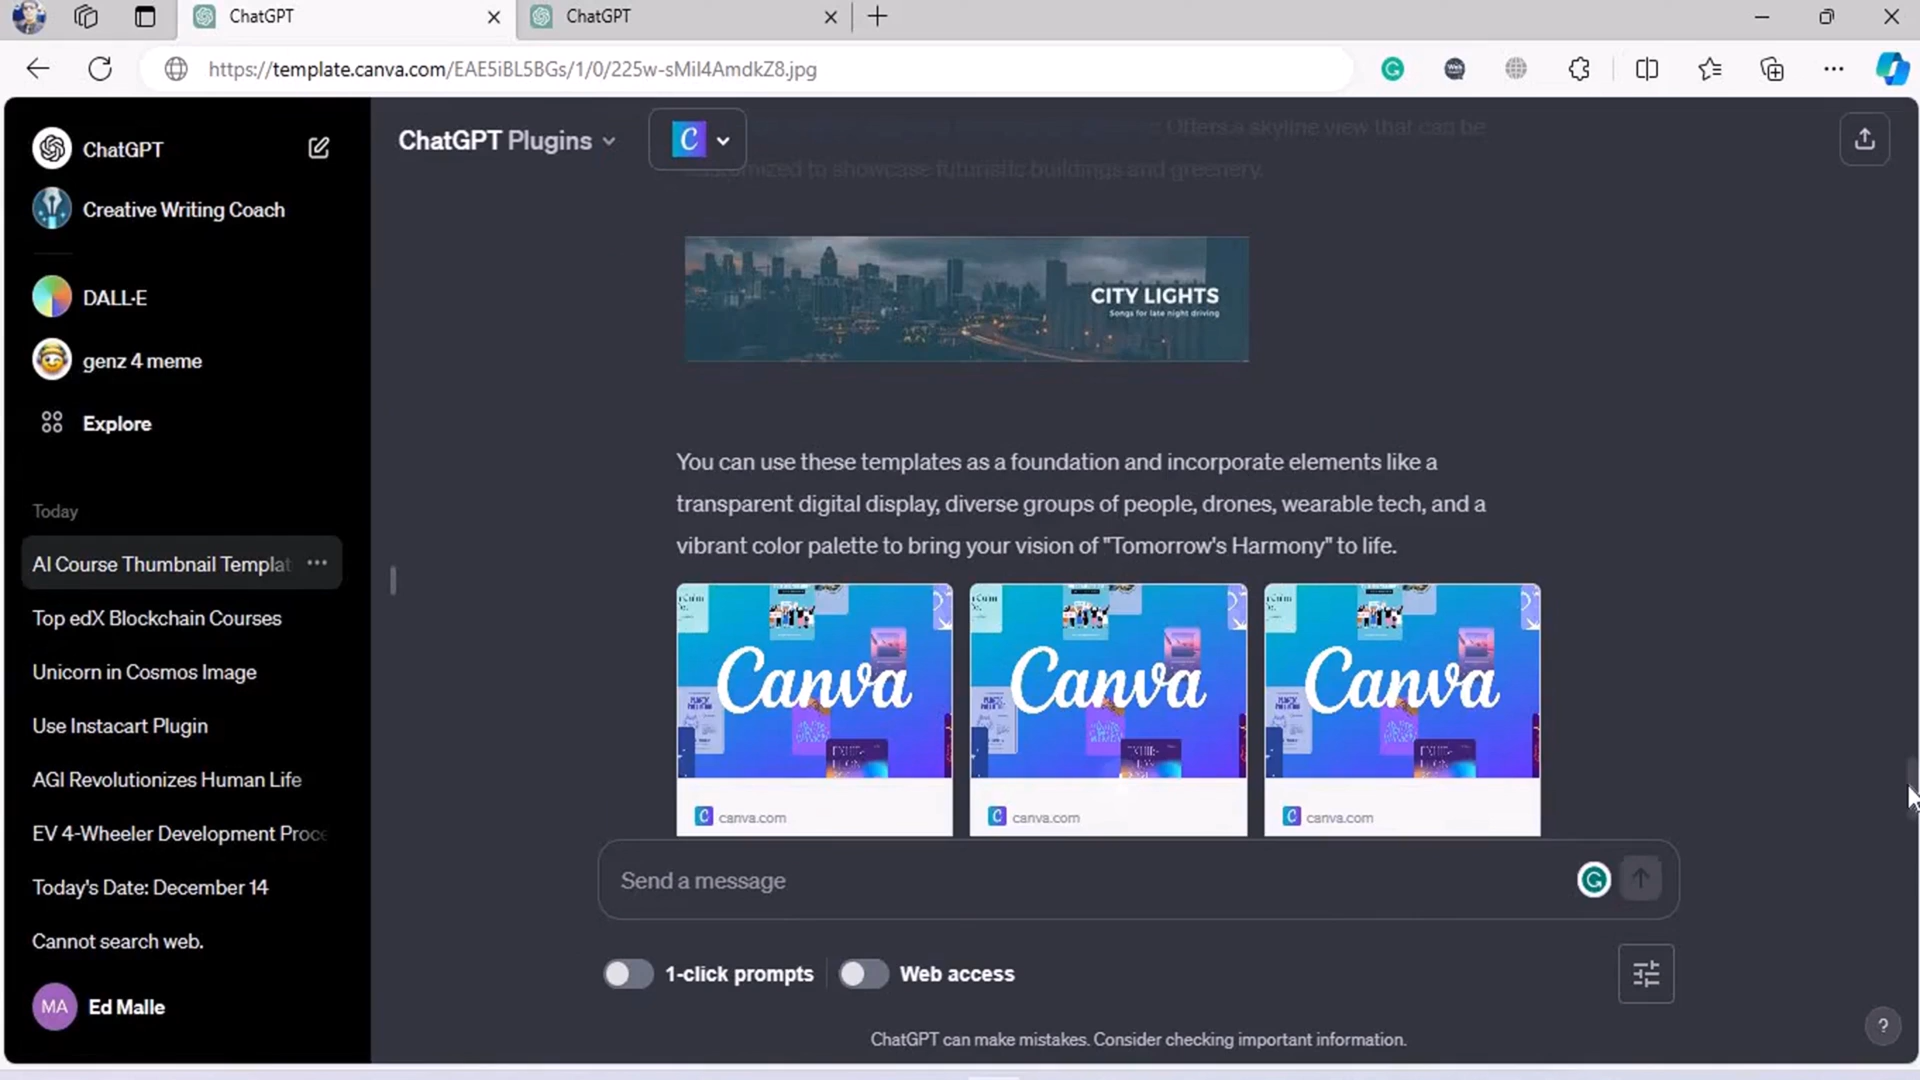 ChatGPT
ChatGPT
https://template.canva.com/EAE5iBL5BGs/1/0/225w-sMil4AmdkZ8.jpg
ChatGPT
Creative Writing Coach
DALL·E
genz 4 meme
Explore
Today
AI Course Thumbnail Templat
Top edX Blockchain Courses
Unicorn in Cosmos Image
Use Instacart Plugin
AGI Revolutionizes Human Life
EV 4-Wheeler Development Proce
Today's Date: December 14
Cannot search web.
MA
Ed Malle
ChatGPT Plugins
C
: Offers a skyline view that can be
customized to showcase futuristic buildings and greenery.
CITY LIGHTS
Songs for late night driving
You can use these templates as a foundation and incorporate elements like a
transparent digital display, diverse groups of people, drones, wearable tech, and a
vibrant color palette to bring your vision of "Tomorrow's Harmony" to life.
Canva
Canva
Canva
canva.com
canva.com
canva.com
Send a message
1-click prompts
Web access
ChatGPT can make mistakes. Consider checking important information.
?